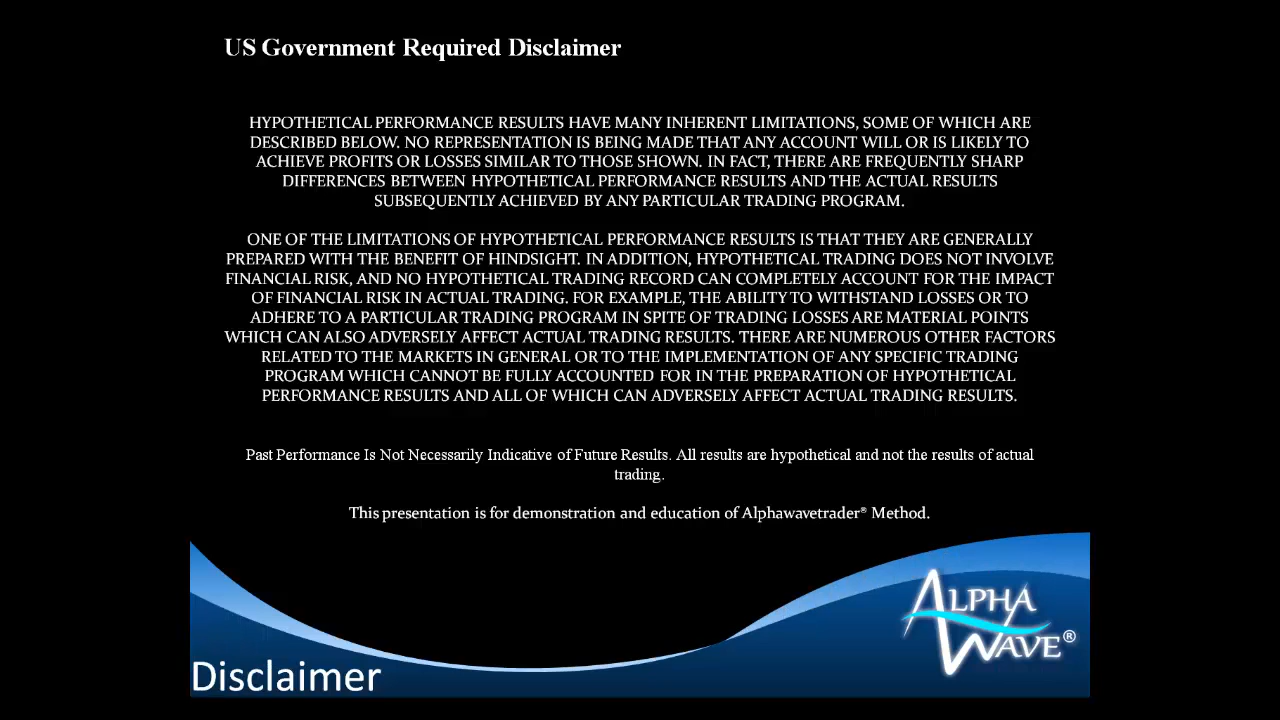 US Government Required Disclaimer
HYPOTHETICAL PERFORMANCE RESULTS HAVE MANY INHERENT LIMITATIONS, SOME OF WHICH ARE
DESCRIBED BELOW. NO REPRESENTATION IS BEING MADE THAT ANY ACCOUNT WILL OR IS LIKELY TO
ACHIEVE PROFITS OR LOSSES SIMILAR TO THOSE SHOWN. IN FACT, THERE ARE FREQUENTLY SHARP
DIFFERENCES BETWEEN HYPOTHETICAL PERFORMANCE RESULTS AND THE ACTUAL RESULTS
SUBSEQUENTLY ACHIEVED BY ANY PARTICULAR TRADING PROGRAM.
ONE OF THE LIMITATIONS OF HYPOTHETICAL PERFORMANCE RESULTS IS THAT THEY ARE GENERALLY
PREPARED WITH THE BENEFIT OF HINDSIGHT. IN ADDITION, HYPOTHETICAL TRADING DOES NOT INVOLVE
FINANCIAL RISK, AND NO HYPOTHETICAL TRADING RECORD CAN COMPLETELY ACCOUNT FOR THE IMPACT
OF FINANCIAL RISK IN ACTUAL TRADING. FOR EXAMPLE, THE ABILITY TO WITHSTAND LOSSES OR TO
ADHERE TO A PARTICULAR TRADING PROGRAM IN SPITE OF TRADING LOSSES ARE MATERIAL POINTS
WHICH CAN ALSO ADVERSELY AFFECT ACTUAL TRADING RESULTS. THERE ARE NUMEROUS OTHER FACTORS
RELATED TO THE MARKETS IN GENERAL OR TO THE IMPLEMENTATION OF ANY SPECIFIC TRADING
PROGRAM WHICH CANNOT BE FULLY ACCOUNTED FOR IN THE PREPARATION OF HYPOTHETICAL
PERFORMANCE RESULTS AND ALL OF WHICH CAN ADVERSELY AFFECT ACTUAL TRADING RESULTS.
Past Performance Is Not Necessarily Indicative of Future Results. All results are hypothetical and not the results of actual
trading.
This presentation is for demonstration and education of Alphawavetrader® Method.
ALPHA
WAVE®
Disclaimer